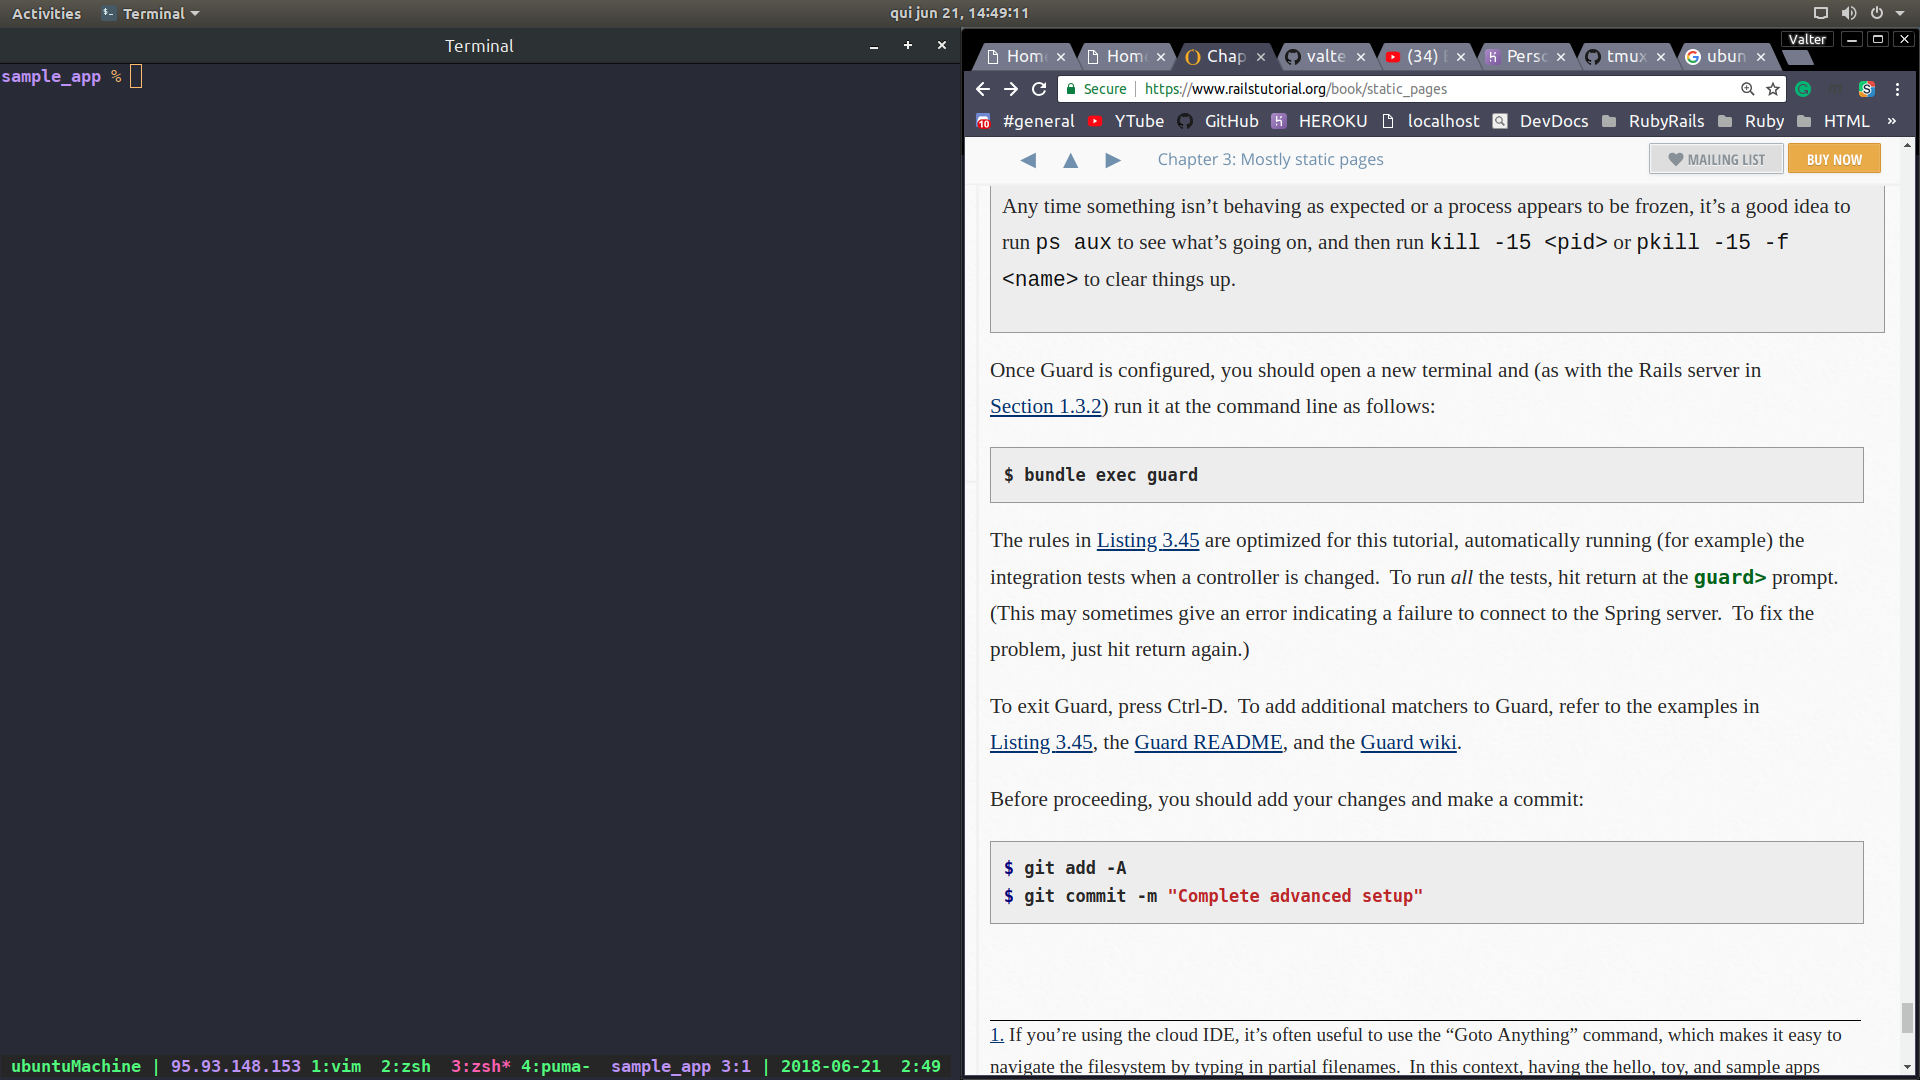 Activities Terminal qui jun 21, 14:49:11
Terminal
sample_app %
ubuntuMachine | 95.93.148.153 1:vim 2:zsh 3:zsh* 4:puma- sample_app 3:1 | 2018-06-21 2:49
Valter
Home Home Chap valte (34) Perso tmux ubun
Secure https://www.railstutorial.org/book/static_pages
#general YTube GitHub HEROKU localhost DevDocs RubyRails Ruby HTML »
Chapter 3: Mostly static pages MAILING LIST BUY NOW
Any time something isn’t behaving as expected or a process appears to be frozen, it’s a good idea to
run ps aux to see what’s going on, and then run kill -15 <pid> or pkill -15 -f
<name> to clear things up.
Once Guard is configured, you should open a new terminal and (as with the Rails server in
Section 1.3.2) run it at the command line as follows:
$ bundle exec guard
The rules in Listing 3.45 are optimized for this tutorial, automatically running (for example) the
integration tests when a controller is changed. To run all the tests, hit return at the guard> prompt.
(This may sometimes give an error indicating a failure to connect to the Spring server. To fix the
problem, just hit return again.)
To exit Guard, press Ctrl-D. To add additional matchers to Guard, refer to the examples in
Listing 3.45, the Guard README, and the Guard wiki.
Before proceeding, you should add your changes and make a commit:
$ git add -A
$ git commit -m "Complete advanced setup"
1. If you’re using the cloud IDE, it’s often useful to use the “Goto Anything” command, which makes it easy to
navigate the filesystem by typing in partial filenames. In this context, having the hello, toy, and sample apps